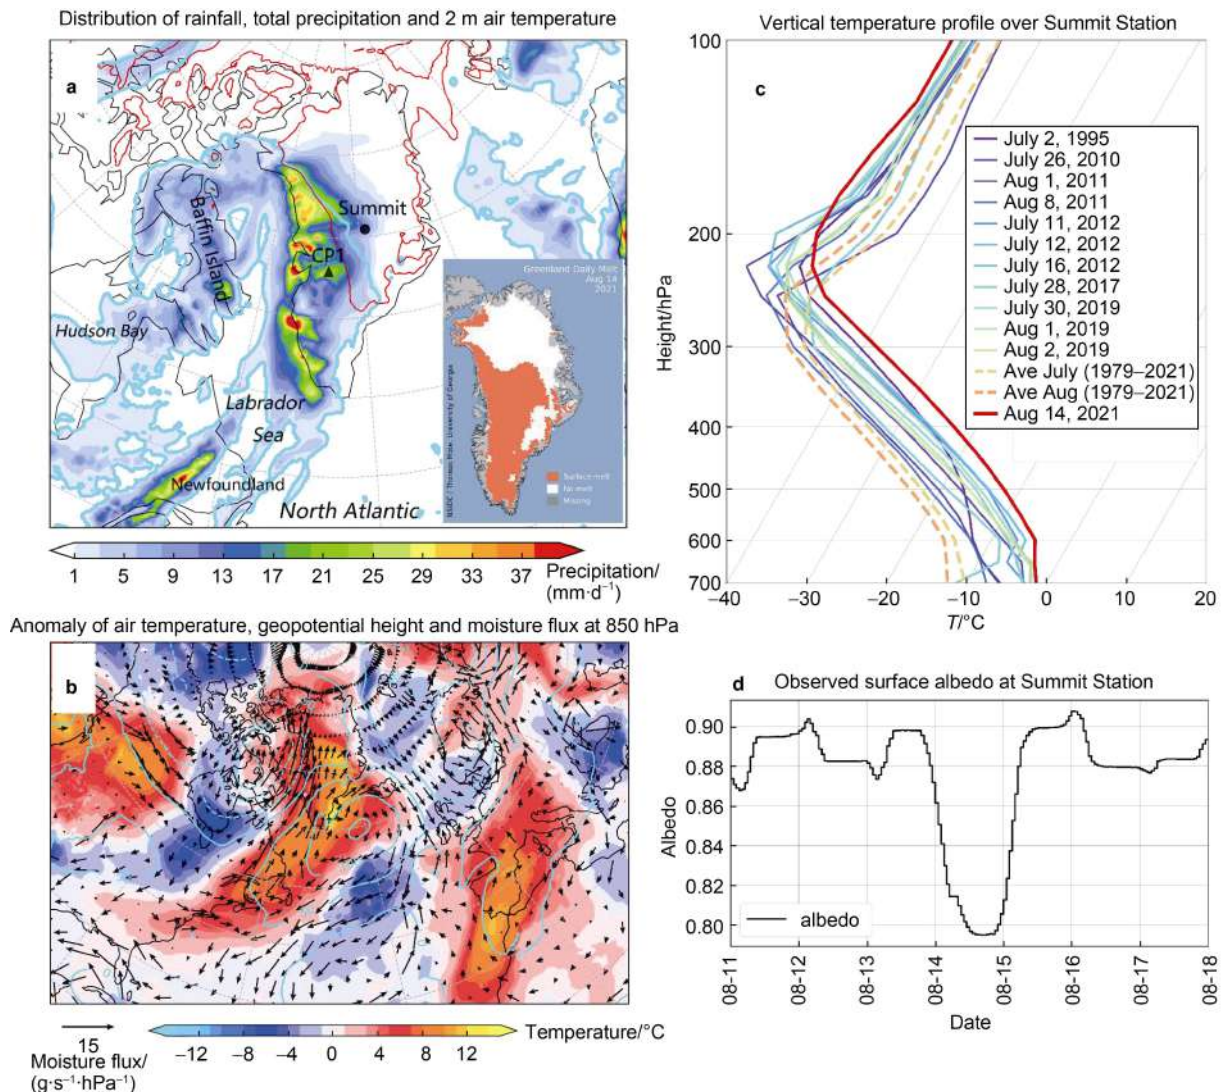 Distribution of rainfall, total precipitation and 2 m air temperature
a
Baffin Island
Summit
CP1
Hudson Bay
Labrador
Sea
Newfoundland
North Atlantic
Greenland Daily Melt
Aug 14
2021
NSIDC / Thomas Mote, University of Georgia
Surface melt
No melt
Missing
1 5 9 13 17 21 25 29 33 37
Precipitation/
(mm·d⁻¹)
Vertical temperature profile over Summit Station
c
100
200
300
400
500
600
700
Height/hPa
July 2, 1995
July 26, 2010
Aug 1, 2011
Aug 8, 2011
July 11, 2012
July 12, 2012
July 16, 2012
July 28, 2017
July 30, 2019
Aug 1, 2019
Aug 2, 2019
Ave July (1979–2021)
Ave Aug (1979–2021)
Aug 14, 2021
−40 −30 −20 −10 0 10 20
T/°C
Anomaly of air temperature, geopotential height and moisture flux at 850 hPa
b
15
Moisture flux/
(g·s⁻¹·hPa⁻¹)
−12 −8 −4 0 4 8 12
Temperature/°C
d
Observed surface albedo at Summit Station
0.90
0.88
0.86
0.84
0.82
0.80
Albedo
albedo
08-11
08-12
08-13
08-14
08-15
08-16
08-17
08-18
Date